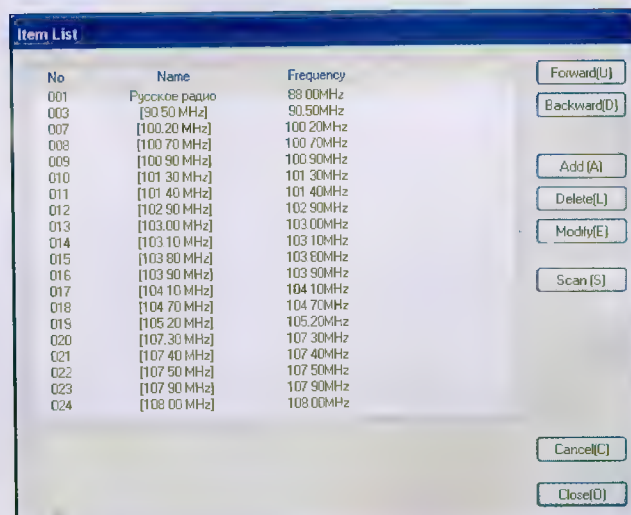 Item List
No Name Frequency
001 Русское радио 88 00MHz
003 [90 50 MHz] 90.50MHz
007 [100.20 MHz] 100 20MHz
008 [100 70 MHz] 100 70MHz
009 [100 90 MHz] 100 90MHz
010 [101 30 MHz] 101 30MHz
011 [101 40 MHz] 101 40MHz
012 [102 90 MHz] 102 90MHz
013 [103.00 MHz] 103 00MHz
014 [103 10 MHz] 103 10MHz
015 [103 80 MHz] 103 80MHz
016 [103 90 MHz] 103 90MHz
017 [104 10 MHz] 104 10MHz
018 [104 70 MHz] 104 70MHz
019 [105 20 MHz] 105.20MHz
020 [107.30 MHz] 107 30MHz
021 [107 40 MHz] 107 40MHz
022 [107 50 MHz] 107 50MHz
023 [107 90 MHz] 107 90MHz
024 [108 00 MHz] 108 00MHz
Forward(U)
Backward(D)
Add (A)
Delete(L)
Modify(E)
Scan (S)
Cancel(C)
Close(O)